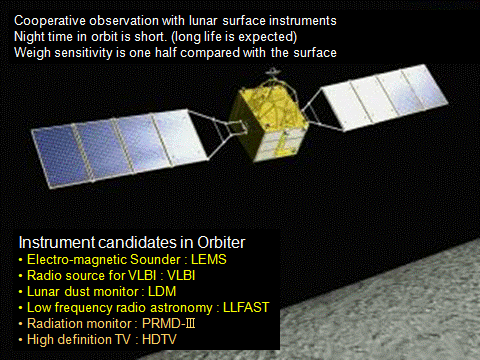 Cooperative observation with lunar surface instruments
Night time in orbit is short. (long life is expected)
Weigh sensitivity is one half compared with the surface
Instrument candidates in Orbiter
• Electro-magnetic Sounder : LEMS
• Radio source for VLBI : VLBI
• Lunar dust monitor : LDM
• Low frequency radio astronomy : LLFAST
• Radiation monitor : PRMD-Ⅲ
• High definition TV : HDTV